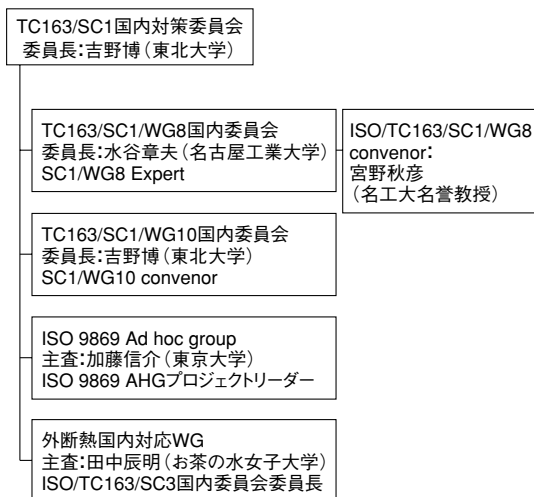 TC163/SC1国内対策委員会
委員長:吉野博(東北大学)
TC163/SC1/WG8国内委員会
委員長:水谷章夫(名古屋工業大学)
SC1/WG8 Expert
ISO/TC163/SC1/WG8
convenor:
宮野秋彦
(名工大名誉教授)
TC163/SC1/WG10国内委員会
委員長:吉野博(東北大学)
SC1/WG10 convenor
ISO 9869 Ad hoc group
主査:加藤信介(東京大学)
ISO 9869 AHGプロジェクトリーダー
外断熱国内対応WG
主査:田中辰明(お茶の水女子大学)
ISO/TC163/SC3国内委員会委員長